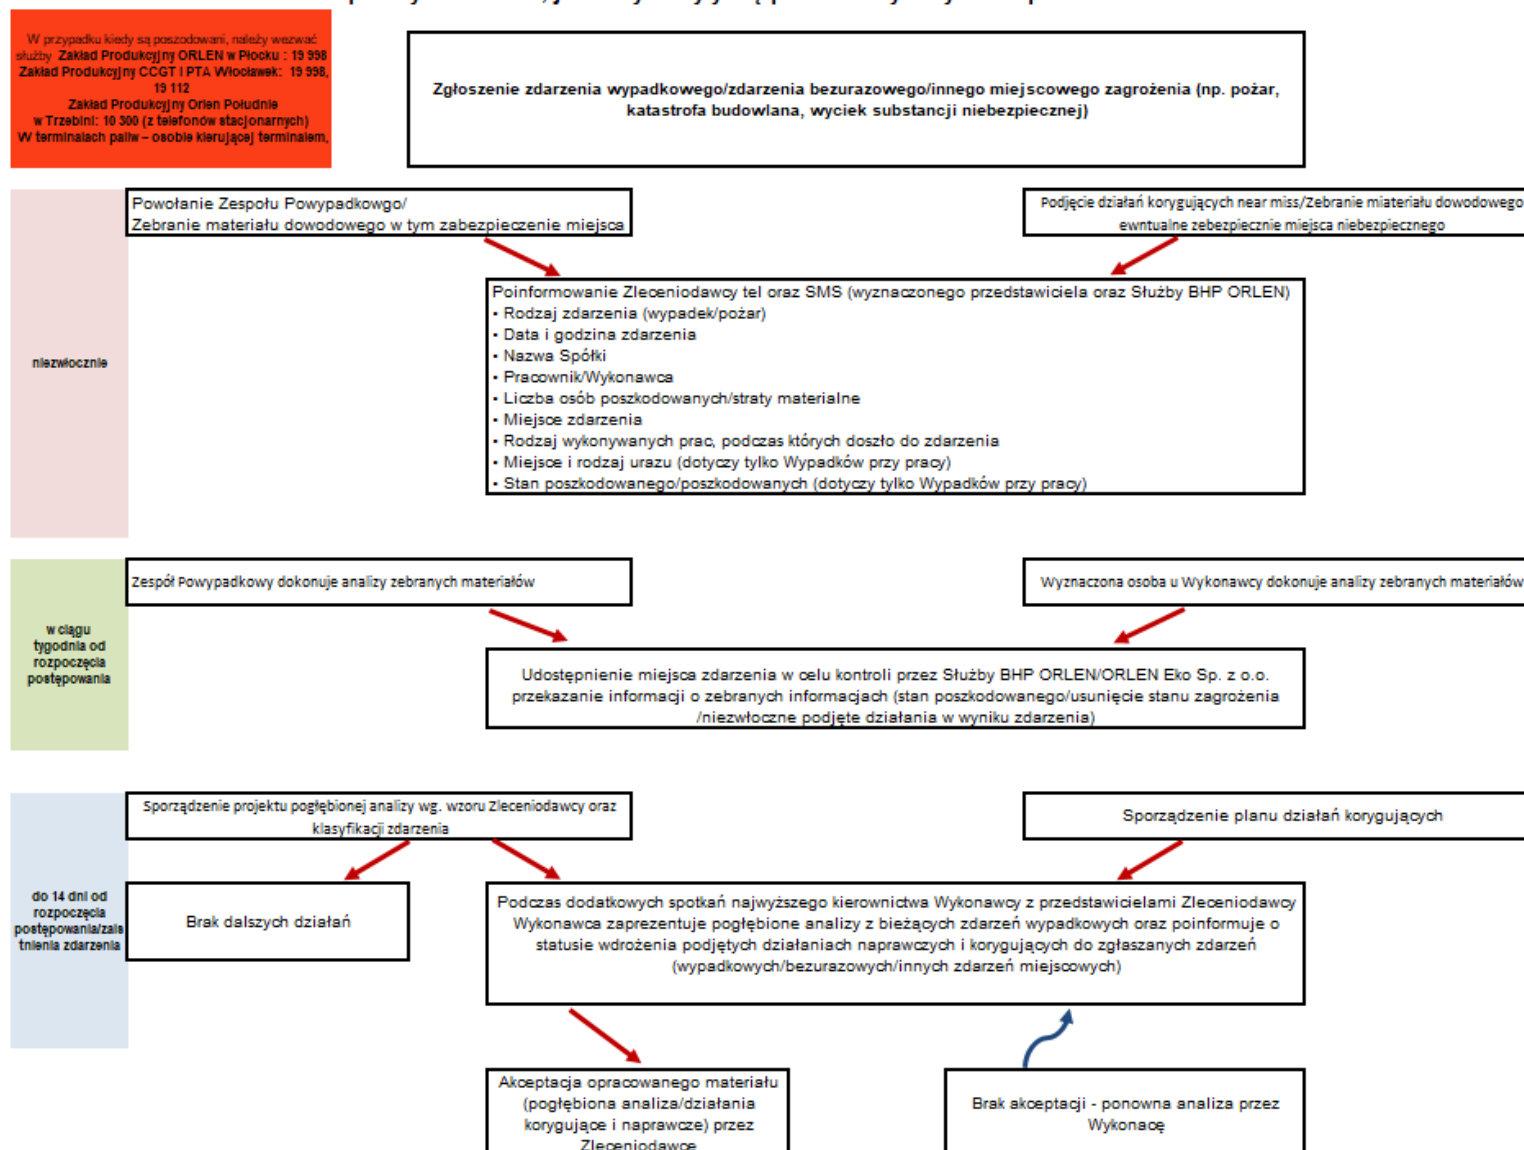 W przypadku kiedy są poszodowani, należy wezwać
służby Zakład Produkcyjny ORLEN w Płocku : 19 998
Zakład Produkcyjny CCGT I PTA Włocławek: 19 998,
19 112
Zakład Produkcyjny Orlen Południe
w Trzebini: 10 300 (z telefonów stacjonarnych)
W terminalach paliw – osobie kierującej terminalem,
Zgłoszenie zdarzenia wypadkowego/zdarzenia bezurazowego/innego miejscowego zagrożenia (np. pożar,
katastrofa budowlana, wyciek substancji niebezpiecznej)
niezwłocznie
Powołanie Zespołu Powypadkowgo/
Zebranie materiału dowodowego w tym zabezpieczenie miejsca
Podjęcie działań korygujących near miss/Zebranie miateriału dowodowego
ewntualne zebezpiecznie miejsca niebezpiecznego
Poinformowanie Zleceniodawcy tel oraz SMS (wyznaczonego przedstawiciela oraz Służby BHP ORLEN)
• Rodzaj zdarzenia (wypadek/pożar)
• Data i godzina zdarzenia
• Nazwa Spółki
• Pracownik/Wykonawca
• Liczba osób poszkodowanych/straty materialne
• Miejsce zdarzenia
• Rodzaj wykonywanych prac, podczas których doszło do zdarzenia
• Miejsce i rodzaj urazu (dotyczy tylko Wypadków przy pracy)
• Stan poszkodowanego/poszkodowanych (dotyczy tylko Wypadków przy pracy)
w ciągu
tygodnia od
rozpoczęcia
postępowania
Zespół Powypadkowy dokonuje analizy zebranych materiałów
Wyznaczona osoba u Wykonawcy dokonuje analizy zebranych materiałów
Udostępnienie miejsca zdarzenia w celu kontroli przez Służby BHP ORLEN/ORLEN Eko Sp. z o.o.
przekazanie informacji o zebranych informacjach (stan poszkodowanego/usunięcie stanu zagrożenia
/niezwłoczne podjęte działania w wyniku zdarzenia)
do 14 dni od
rozpoczęcia
postępowania/zais
tnienia zdarzenia
Sporządzenie projektu pogłębionej analizy wg. wzoru Zleceniodawcy oraz
klasyfikacji zdarzenia
Sporządzenie planu działań korygujących
Brak dalszych działań
Podczas dodatkowych spotkań najwyższego kierownictwa Wykonawcy z przedstawicielami Zleceniodawcy
Wykonawca zaprezentuje pogłębione analizy z bieżących zdarzeń wypadkowych oraz poinformuje o
statusie wdrożenia podjętych działaniach naprawczych i korygujących do zgłaszanych zdarzeń
(wypadkowych/bezurazowych/innych zdarzeń miejscowych)
Akceptacja opracowanego materiału
(pogłębiona analiza/działania
korygujące i naprawcze) przez
Zleceniodawcę
Brak akceptacji - ponowna analiza przez
Wykonacę